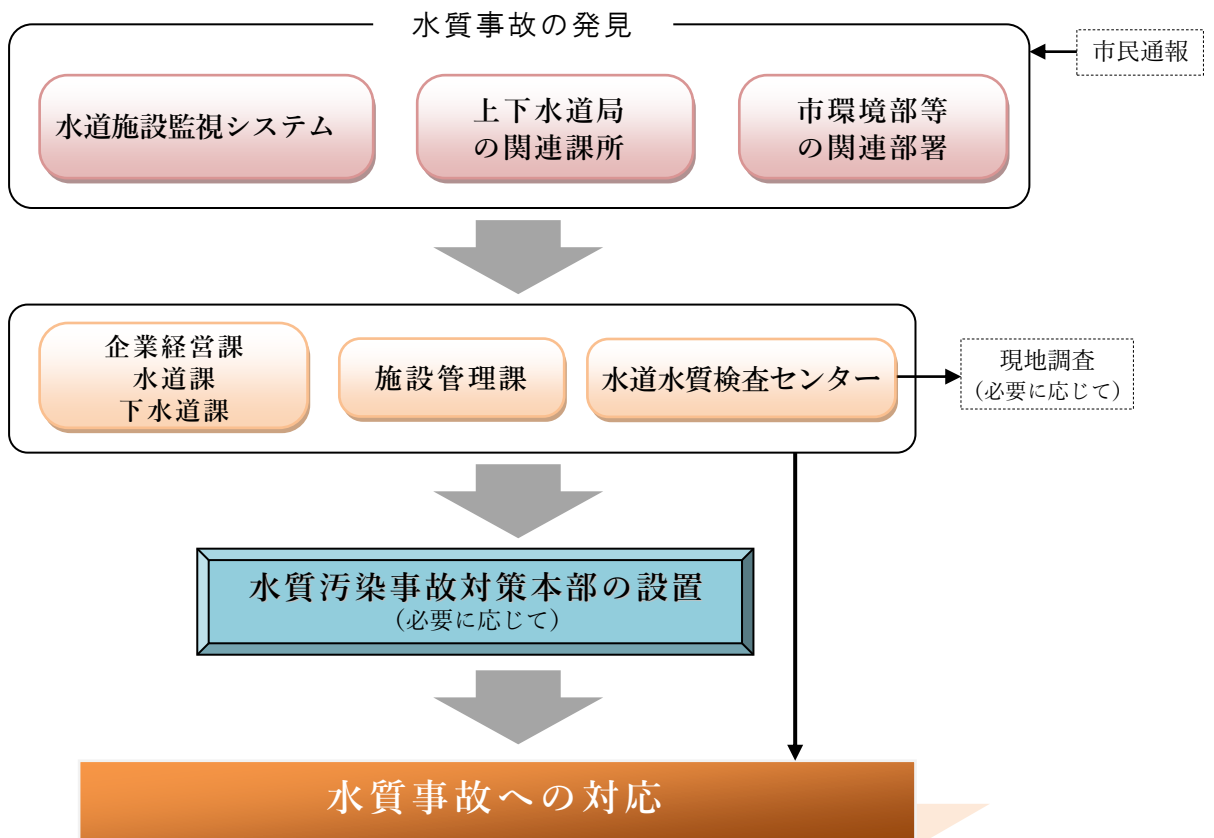 水質事故の発見
市民通報
水道施設監視システム
上下水道局
の関連課所
市環境部等
の関連部署
企業経営課
水道課
下水道課
施設管理課
水道水質検査センター
現地調査
（必要に応じて）
水質汚染事故対策本部の設置
（必要に応じて）
水質事故への対応